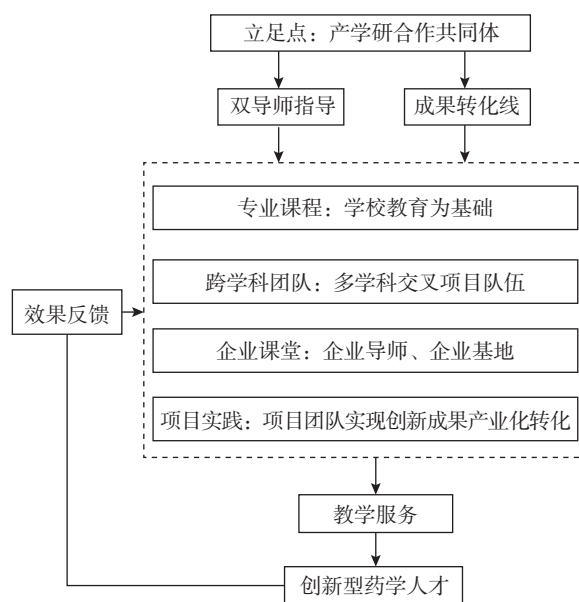 立足点：产学研合作共同体
双导师指导
成果转化线
专业课程：学校教育为基础
跨学科团队：多学科交叉项目队伍
效果反馈
企业课堂：企业导师、企业基地
项目实践：项目团队实现创新成果产业化转化
教学服务
创新型药学人才